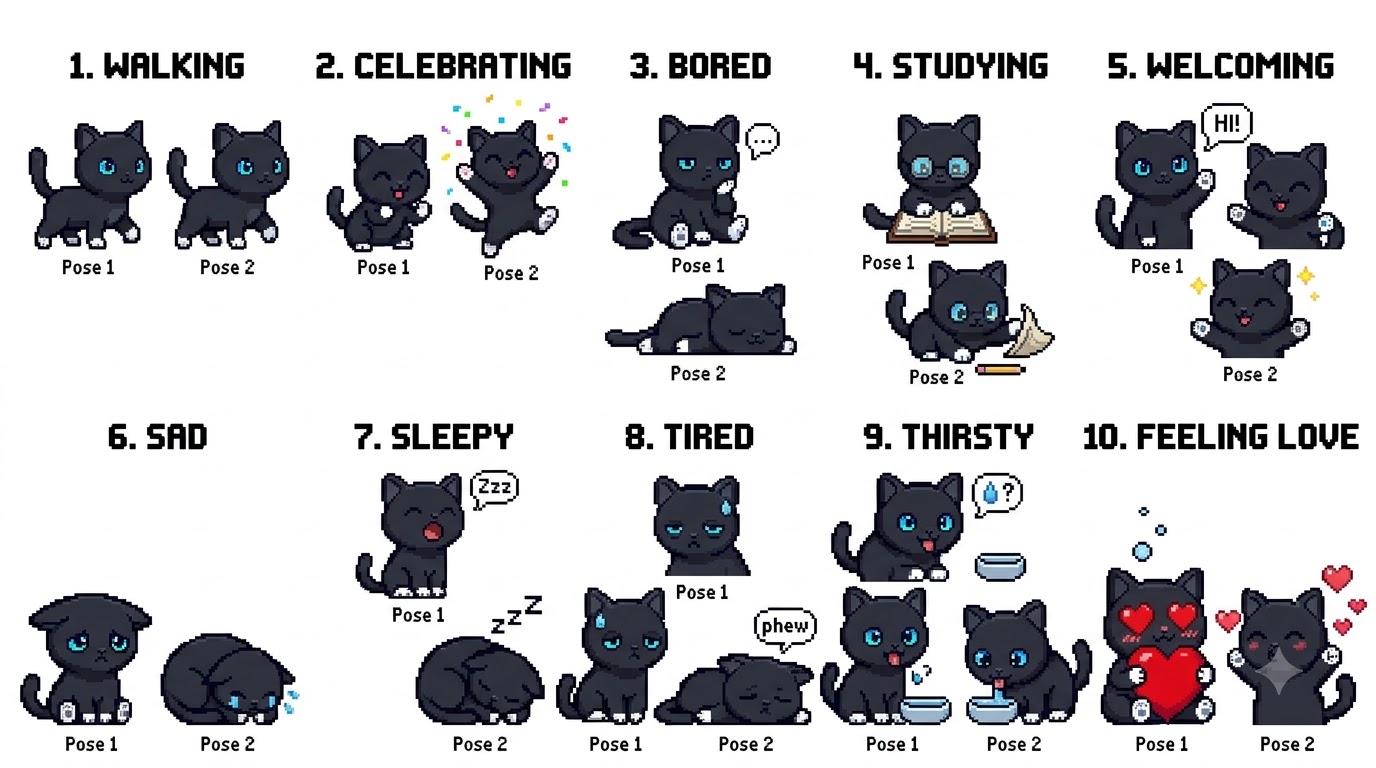 1. WALKING
2. CELEBRATING
3. BORED
4. STUDYING
5. WELCOMING
...
HI!
Pose 1
Pose 2
Pose 1
Pose 2
Pose 1
Pose 1
Pose 1
Pose 2
Pose 2
Pose 2
6. SAD
7. SLEEPY
8. TIRED
9. THIRSTY
10. FEELING LOVE
Zzz
?
Pose 1
Pose 1
zzZ
phew
?
Pose 1
Pose 2
Pose 2
Pose 1
Pose 2
Pose 1
Pose 2
Pose 1
Pose 2